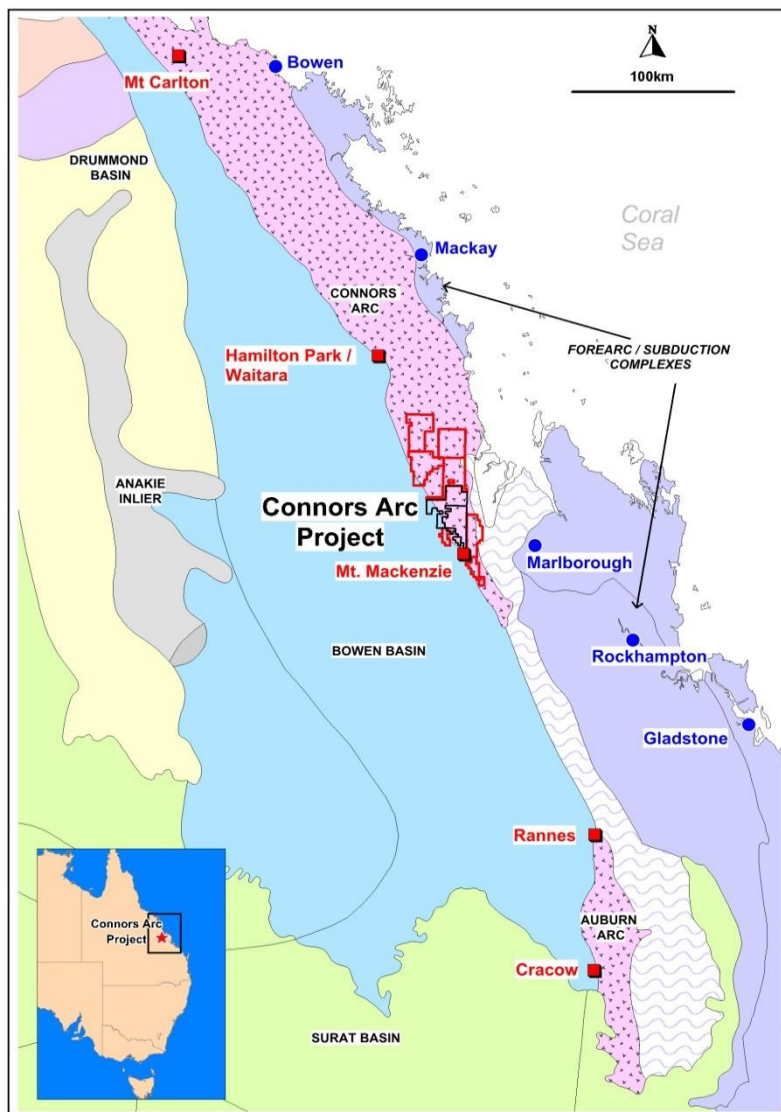 N
100km
Bowen
Mt Carlton
DRUMMOND
BASIN
Coral
Sea
Mackay
CONNORS
ARC
FOREARC / SUBDUCTION
COMPLEXES
Hamilton Park /
Waitara
ANAKIE
INLIER
Connors Arc
Project
Marlborough
Mt. Mackenzie
BOWEN BASIN
Rockhampton
Gladstone
Rannes
AUBURN
ARC
Connors Arc
Project
Cracow
SURAT BASIN